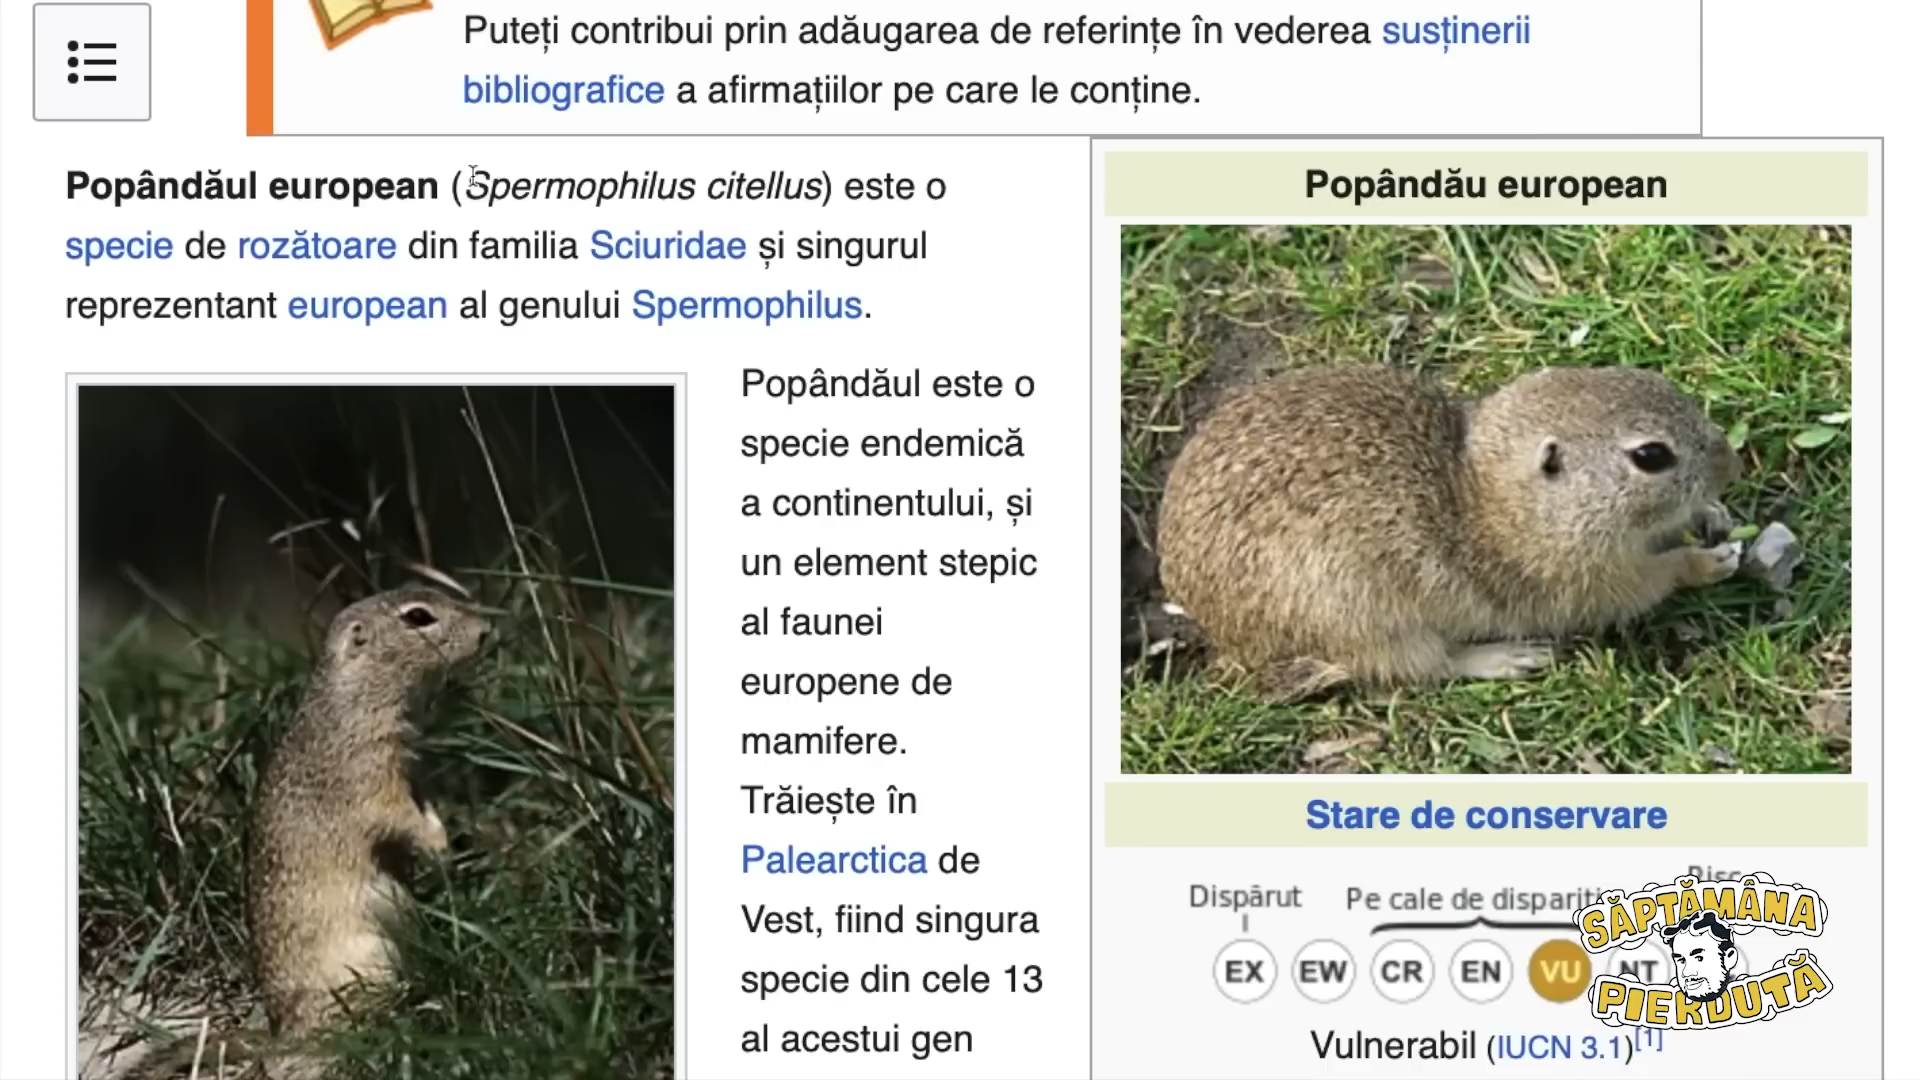 Puteți contribui prin adăugarea de referințe în vederea susținerii
bibliografice a afirmațiilor pe care le conține.
Popândăul european (Spermophilus citellus) este o
specie de rozătoare din familia Sciuridae și singurul
reprezentant european al genului Spermophilus.
Popândăul este o
specie endemică
a continentului, și
un element stepic
al faunei
europene de
mamifere.
Trăiește în
Palearctica de
Vest, fiind singura
specie din cele 13
al acestui gen
Popândău european
Stare de conservare
Dispărut Pe cale de dispariți Risc
EX EW CR EN VU NT
Vulnerabil (IUCN 3.1)[1]
SĂPTĂMÂNA
PIERDUTĂ